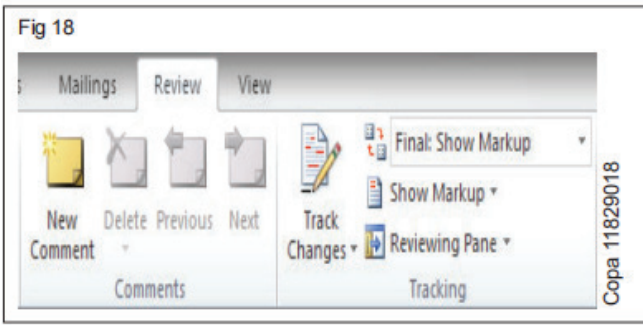 Fig 18
s Mailings Review View
New Comment
Delete
Previous
Next
Track Changes
Final: Show Markup
Show Markup
Reviewing Pane
Comments
Tracking
Copa 11829018